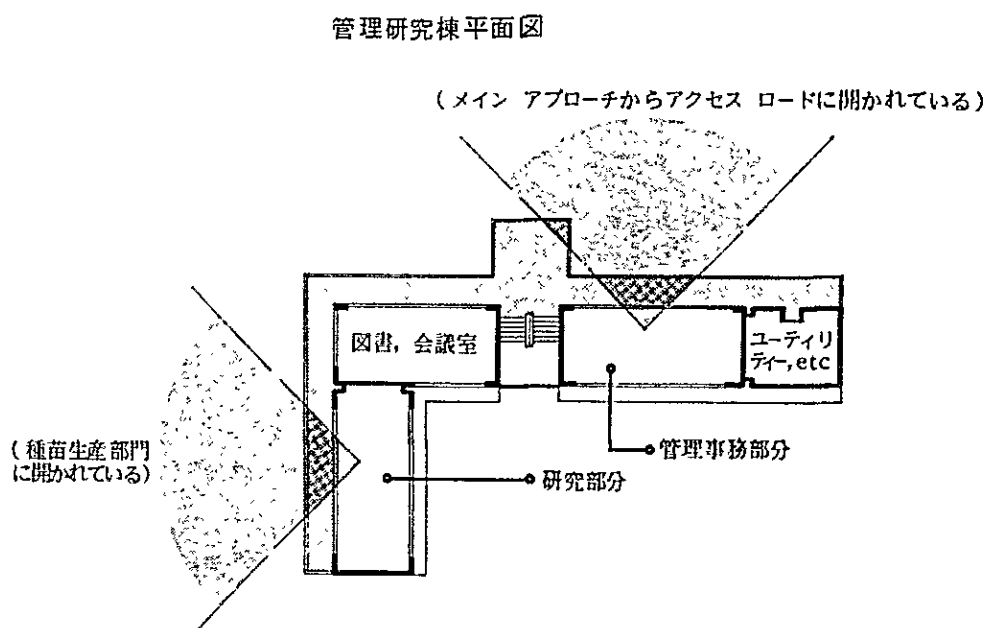 管理研究棟平面図
(メイン アプローチからアクセス ロードに開かれている)
図書, 会議室
ユーティリ
ティー, etc
(種苗生産部門
に開かれている)
管理事務部分
研究部分